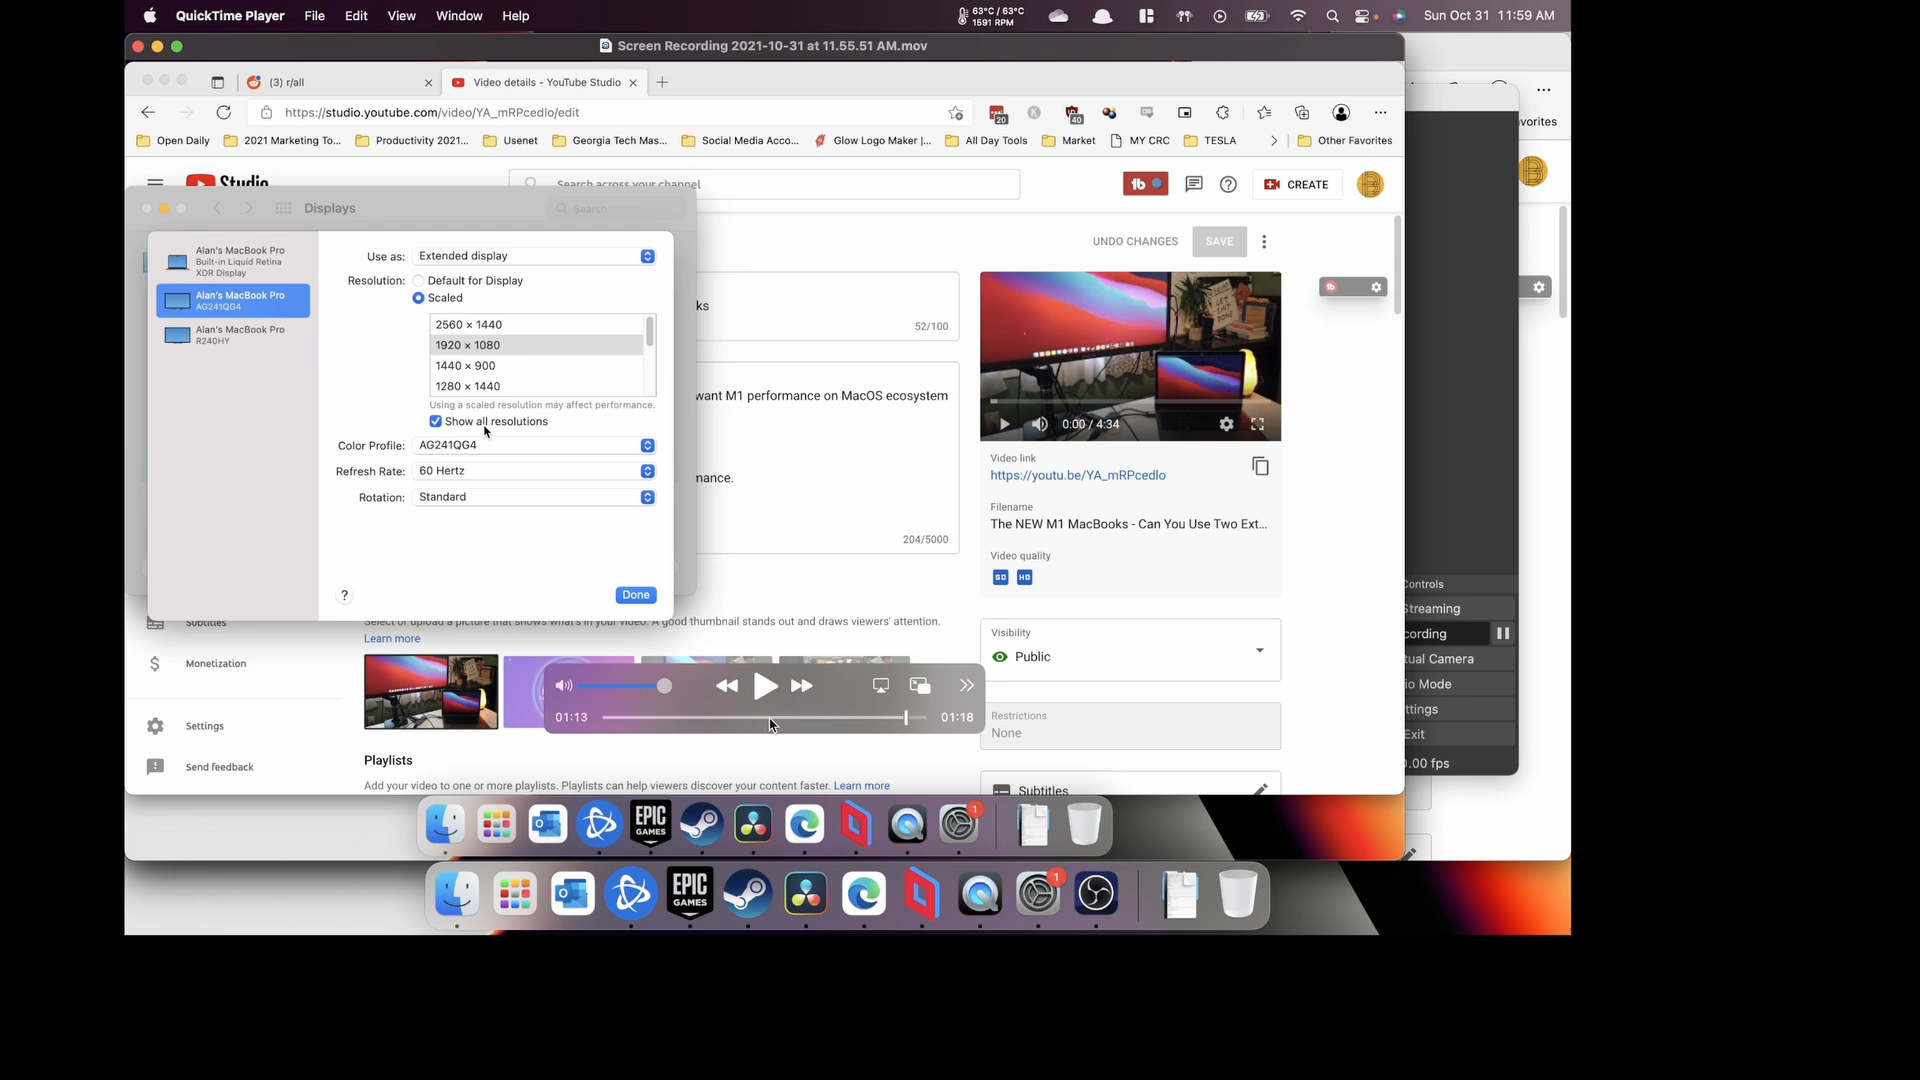 QuickTime Player File Edit View Window Help
63°C / 63°C
1591 RPM
Sun Oct 31 11:59 AM
Screen Recording 2021-10-31 at 11.55.51 AM.mov
(3) r/all
Video details - YouTube Studio
https://studio.youtube.com/video/YA_mRPcedlo/edit
20
40
vorites
Open Daily
2021 Marketing To...
Productivity 2021...
Usenet
Georgia Tech Mas...
Social Media Acco...
Glow Logo Maker |...
All Day Tools
Market
MY CRC
TESLA
Other Favorites
Studio
Search across your channel
tb
CREATE
Displays
Search
UNDO CHANGES
SAVE
Alan's MacBook Pro
Built-in Liquid Retina
XDR Display
Alan's MacBook Pro
AG241QG4
Alan's MacBook Pro
R240HY
Use as: Extended display
Resolution: Default for Display
Scaled
2560 × 1440
1920 × 1080
1440 × 900
1280 × 1440
Using a scaled resolution may affect performance.
Show all resolutions
Color Profile: AG241QG4
Refresh Rate: 60 Hertz
Rotation: Standard
?
Done
ks
52/100
want M1 performance on MacOS ecosystem
mance.
204/5000
0:00 / 4:34
Video link
https://youtu.be/YA_mRPcedlo
Filename
The NEW M1 MacBooks - Can You Use Two Ext...
Video quality
SD HD
Visibility
Public
Restrictions
None
Subtitles
Subtitles
Monetization
Settings
Send feedback
Select or upload a picture that shows what's in your video. A good thumbnail stands out and draws viewers' attention.
Learn more
01:13
01:18
Playlists
Add your video to one or more playlists. Playlists can help viewers discover your content faster. Learn more
Controls
Streaming
cording
tual Camera
io Mode
ttings
Exit
0.00 fps
EPIC
GAMES
1
EPIC
GAMES
1